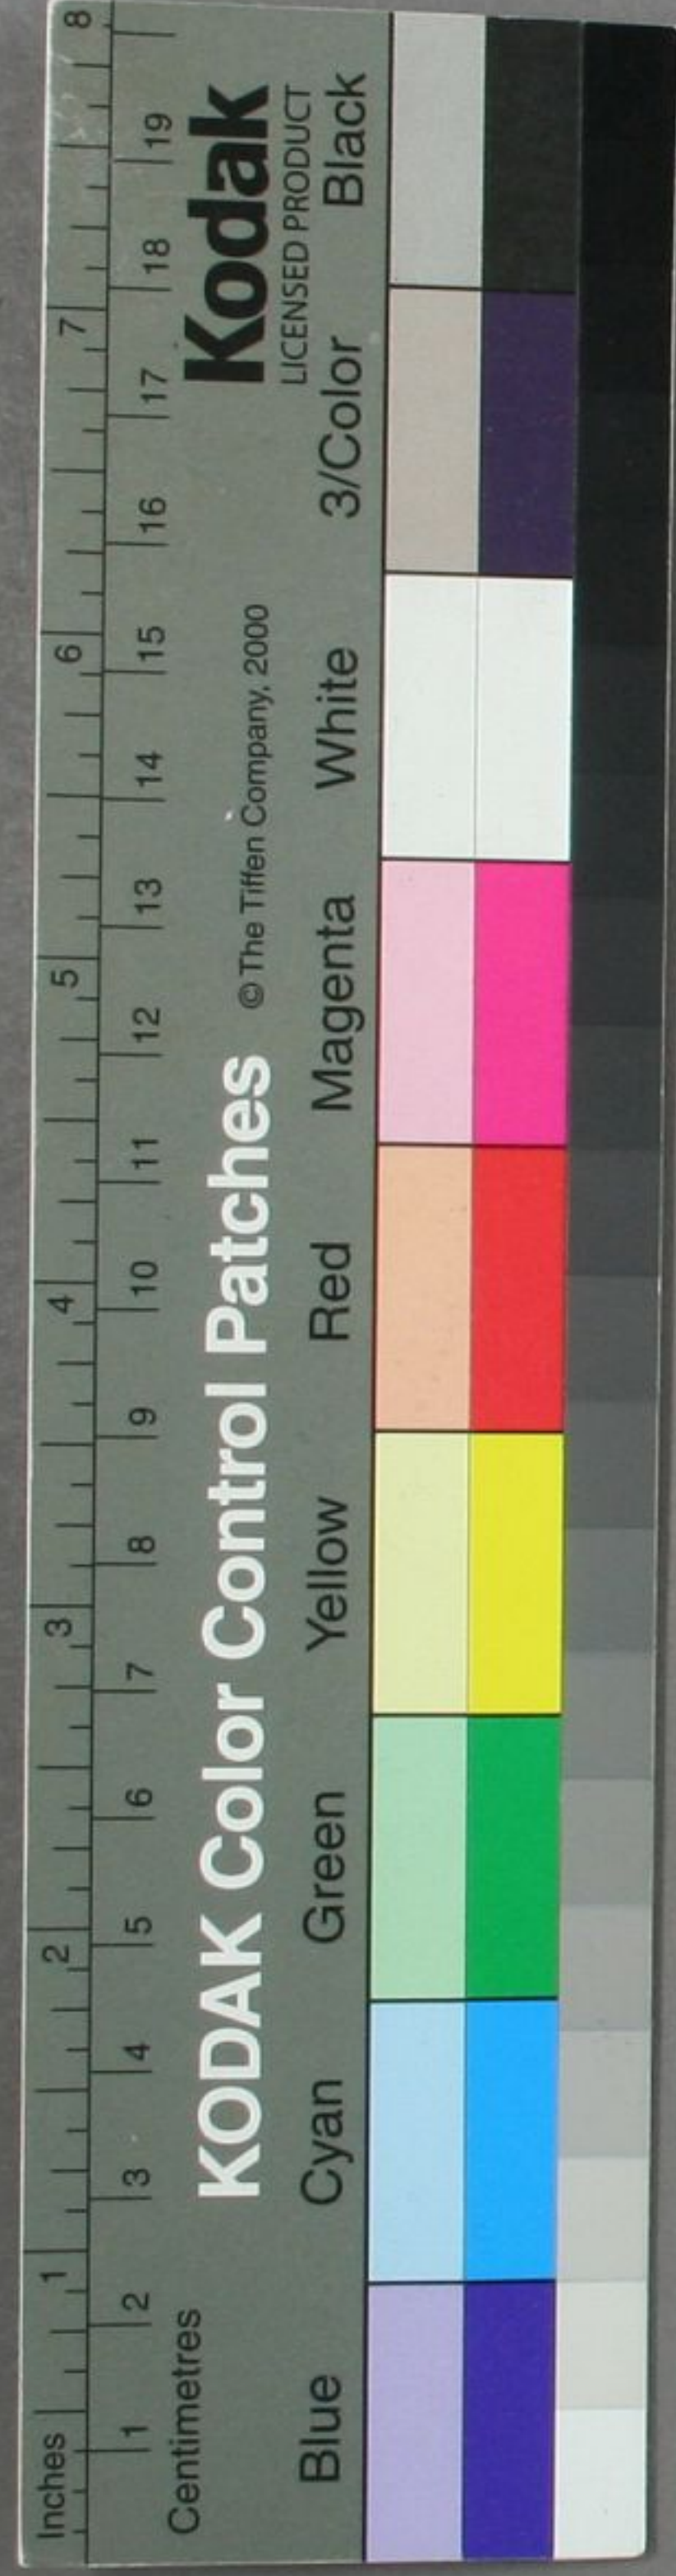 Inches 1 2 3 4 5 6 7 8
1 2 3 4 5 6 7 8 9 10 11 12 13 14 15 16 17 18 19
Centimetres
KODAK Color Control Patches © The Tiffen Company, 2000
Kodak
LICENSED PRODUCT
Blue Cyan Green Yellow Red Magenta White 3/Color Black